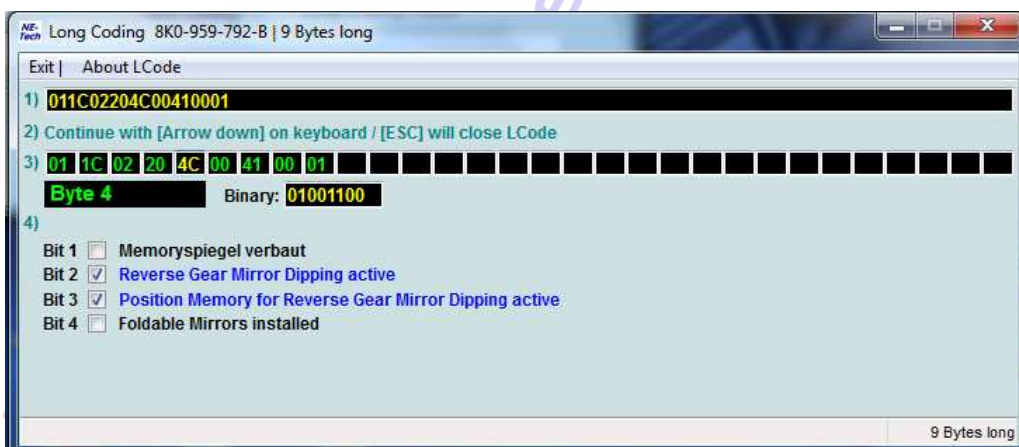 NE-Tech Long Coding 8K0-959-792-B | 9 Bytes long
Exit | About LCode
1) 011C02204C00410001
2) Continue with [Arrow down] on keyboard / [ESC] will close LCode
3) 01 1C 02 20 4C 00 41 00 01
Byte 4 Binary: 01001100
4)
Bit 1 Memoryspiegel verbaut
Bit 2 Reverse Gear Mirror Dipping active
Bit 3 Position Memory for Reverse Gear Mirror Dipping active
Bit 4 Foldable Mirrors installed
9 Bytes long